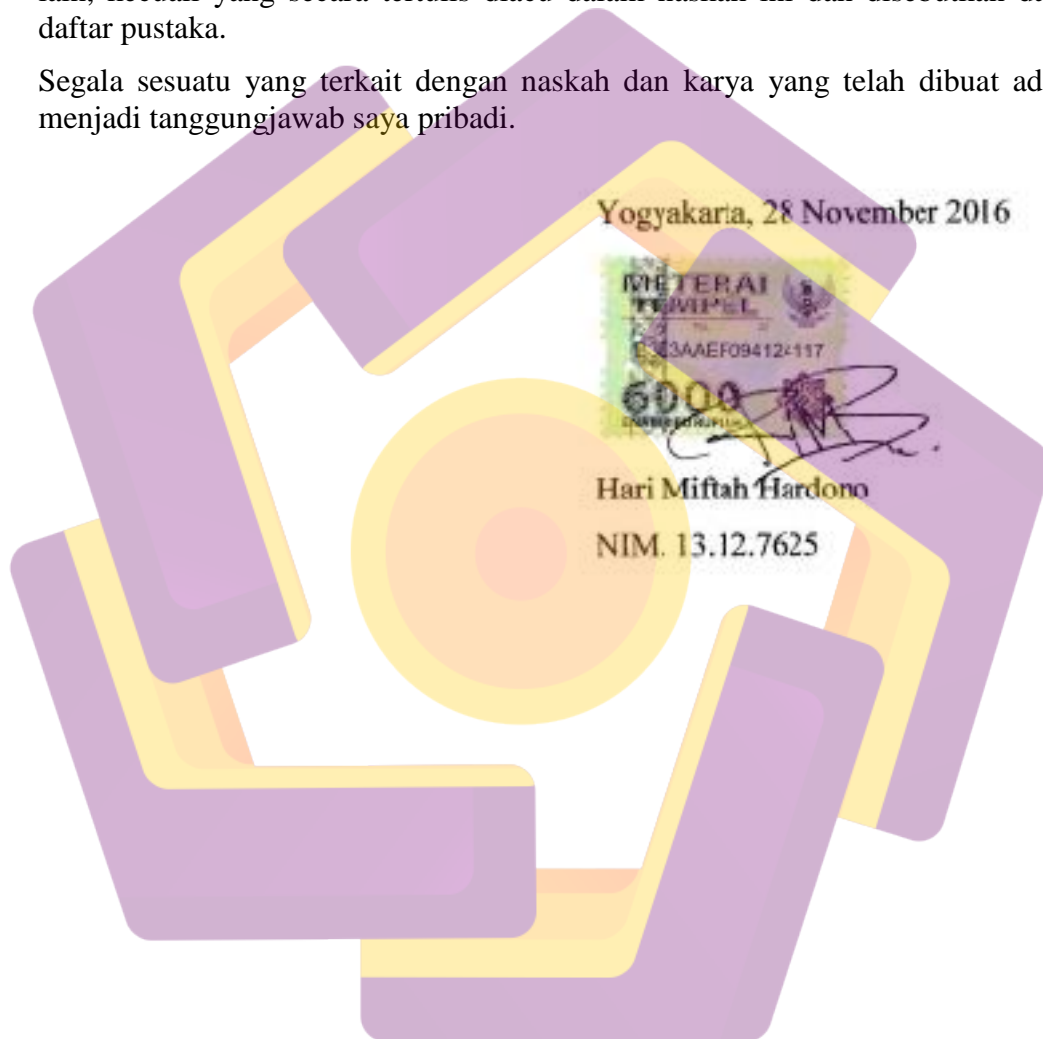 daftar pustaka.
Segala sesuatu yang terkait dengan naskah dan karya yang telah dibuat ad
menjadi tanggungjawab saya pribadi.
Yogyakarta, 28 November 2016
METERAI
TEMPEL
AEF094124117
6000
Hari Miftah Hardono
NIM. 13.12.7625